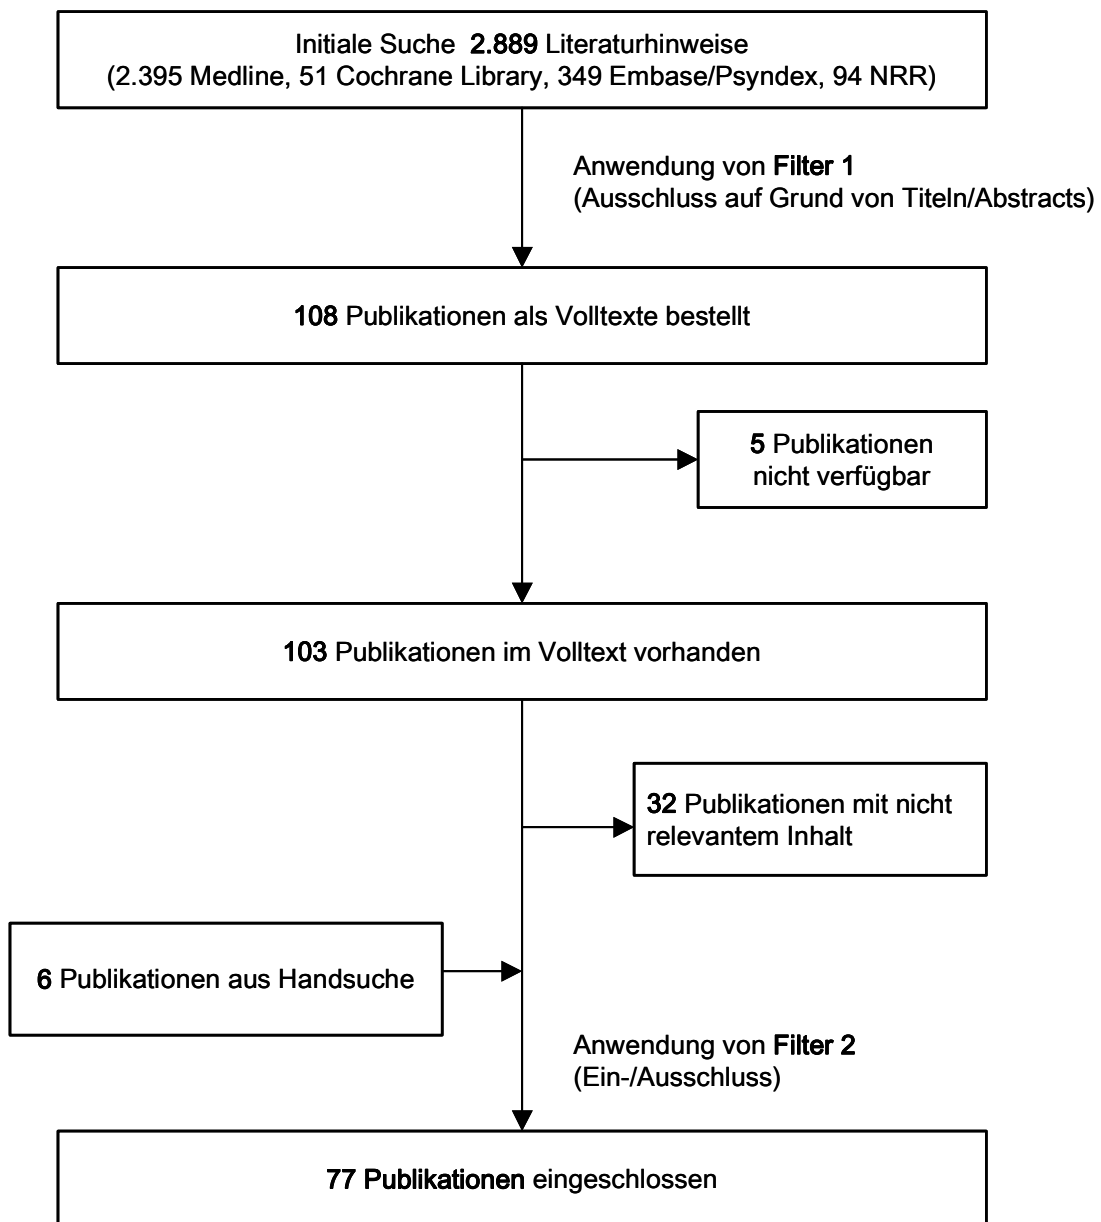 Initiale Suche 2.889 Literaturhinweise
(2.395 Medline, 51 Cochrane Library, 349 Embase/Psyndex, 94 NRR)
Anwendung von Filter 1
(Ausschluss auf Grund von Titeln/Abstracts)
108 Publikationen als Volltexte bestellt
5 Publikationen
nicht verfügbar
103 Publikationen im Volltext vorhanden
32 Publikationen mit nicht
relevantem Inhalt
6 Publikationen aus Handsuche
Anwendung von Filter 2
(Ein-/Ausschluss)
77 Publikationen eingeschlossen